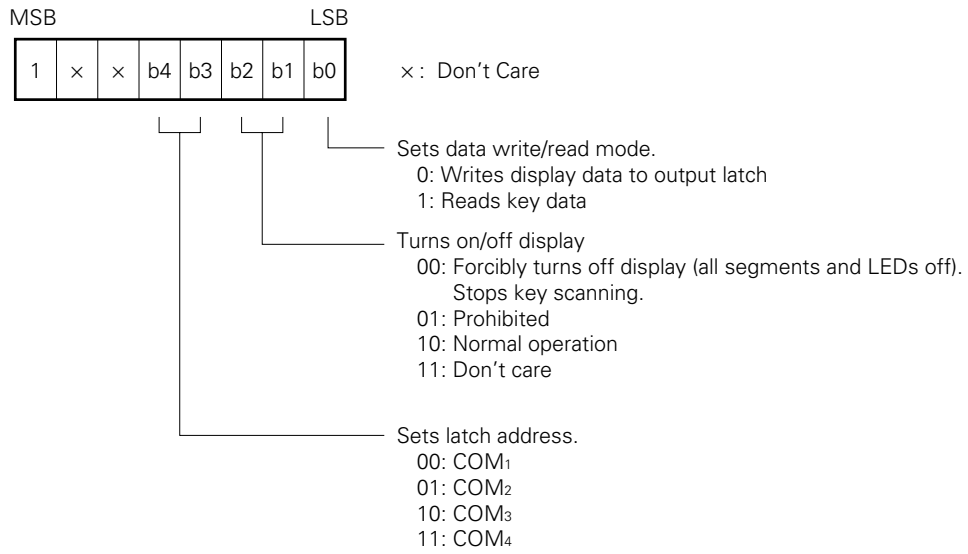 MSB LSB
1 × × b4 b3 b2 b1 b0 × : Don't Care
Sets data write/read mode.
0: Writes display data to output latch
1: Reads key data
Turns on/off display
00: Forcibly turns off display (all segments and LEDs off).
Stops key scanning.
01: Prohibited
10: Normal operation
11: Don't care
Sets latch address.
00: COM1
01: COM2
10: COM3
11: COM4